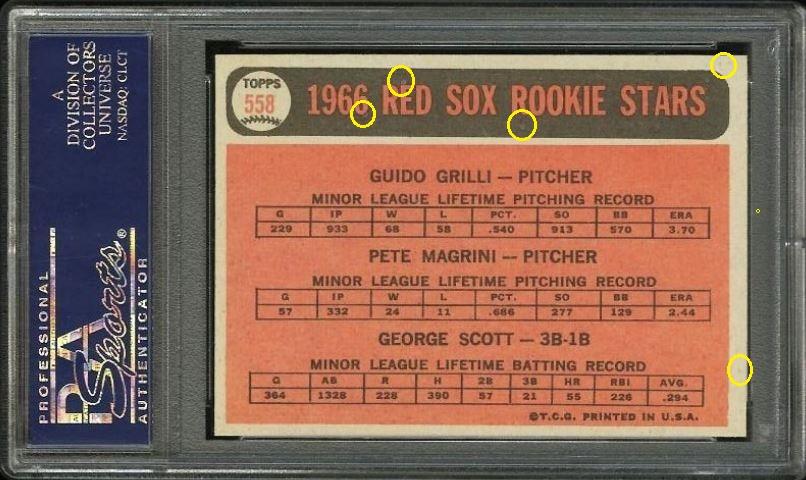 A
DIVISION OF
COLLECTORS
UNIVERSE
NASDAQ: CLCT
PROFESSIONAL
PSA
Sports®
AUTHENTICATOR
TOPPS
558
1966 RED SOX ROOKIE STARS
GUIDO GRILLI — PITCHER
MINOR LEAGUE LIFETIME PITCHING RECORD
G IP W L PCT. SO BB ERA
229 933 68 58 .540 913 570 3.70
PETE MAGRINI — PITCHER
MINOR LEAGUE LIFETIME PITCHING RECORD
G IP W L PCT. SO BB ERA
57 332 24 11 .686 277 129 2.44
GEORGE SCOTT — 3B-1B
MINOR LEAGUE LIFETIME BATTING RECORD
G AB R H 2B 3B HR RBI AVG.
364 1328 228 390 57 21 55 226 .294
©T.C.G. PRINTED IN U.S.A.